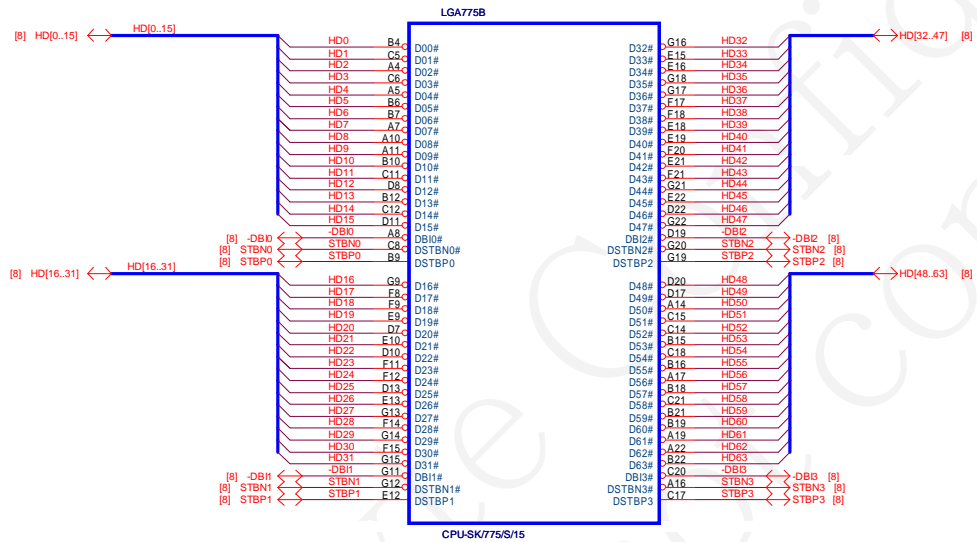 LGA775B
[8] HD[0..15] HD[0..15] HD[32..47] [8]
HD0 B4 D00# D32# G16 HD32
HD1 C5 D01# D33# E15 HD33
HD2 A4 D02# D34# E16 HD34
HD3 C6 D03# D35# G18 HD35
HD4 A5 D04# D36# G17 HD36
HD5 B6 D05# D37# F17 HD37
HD6 B7 D06# D38# F18 HD38
HD7 A7 D07# D39# E18 HD39
HD8 A10 D08# D40# E19 HD40
HD9 A11 D09# D41# F20 HD41
HD10 B10 D10# D42# E21 HD42
HD11 C11 D11# D43# F21 HD43
HD12 D8 D12# D44# G21 HD44
HD13 B12 D13# D45# E22 HD45
HD14 C12 D14# D46# D22 HD46
HD15 D11 D15# D47# G22 HD47
[8] -DBI0 -DBI0 A8 DBI0# DBI2# D19 -DBI2 -DBI2 [8]
[8] STBN0 STBN0 C8 DSTBN0# DSTBN2# G20 STBN2 STBN2 [8]
[8] STBP0 STBP0 B9 DSTBP0 DSTBP2 G19 STBP2 STBP2 [8]
[8] HD[16..31] HD[16..31] HD[48..63] [8]
HD16 G9 D16# D48# D20 HD48
HD17 F8 D17# D49# D17 HD49
HD18 F9 D18# D50# A14 HD50
HD19 E9 D19# D51# C15 HD51
HD20 D7 D20# D52# C14 HD52
HD21 E10 D21# D53# B15 HD53
HD22 D10 D22# D54# C18 HD54
HD23 F11 D23# D55# B16 HD55
HD24 F12 D24# D56# A17 HD56
HD25 D13 D25# D57# B18 HD57
HD26 E13 D26# D58# C21 HD58
HD27 G13 D27# D59# B21 HD59
HD28 F14 D28# D60# B19 HD60
HD29 G14 D29# D61# A19 HD61
HD30 F15 D30# D62# A22 HD62
HD31 G15 D31# D63# B22 HD63
[8] -DBI1 -DBI1 G11 DBI1# DBI3# C20 -DBI3 -DBI3 [8]
[8] STBN1 STBN1 G12 DSTBN1# DSTBN3# A16 STBN3 STBN3 [8]
[8] STBP1 STBP1 E12 DSTBP1 DSTBP3 C17 STBP3 STBP3 [8]
CPU-SK/775/S/15